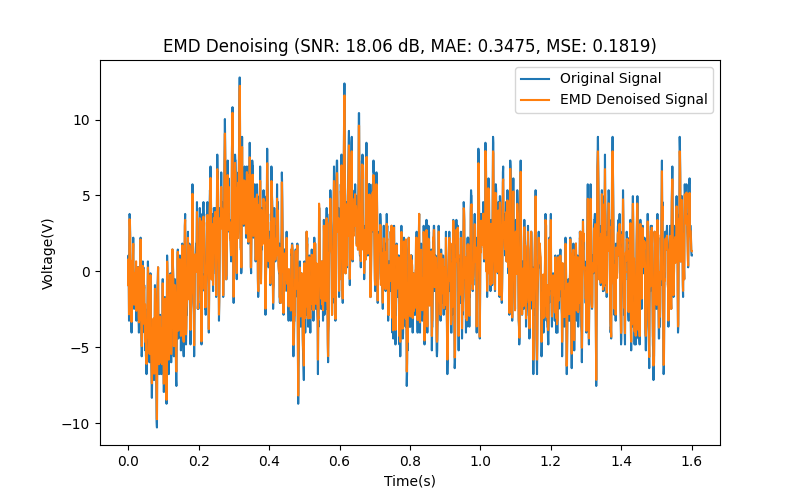 EMD Denoising (SNR: 18.06 dB, MAE: 0.3475, MSE: 0.1819)
Original Signal
EMD Denoised Signal
10
5
0
−5
−10
Voltage(V)
0.0 0.2 0.4 0.6 0.8 1.0 1.2 1.4 1.6
Time(s)